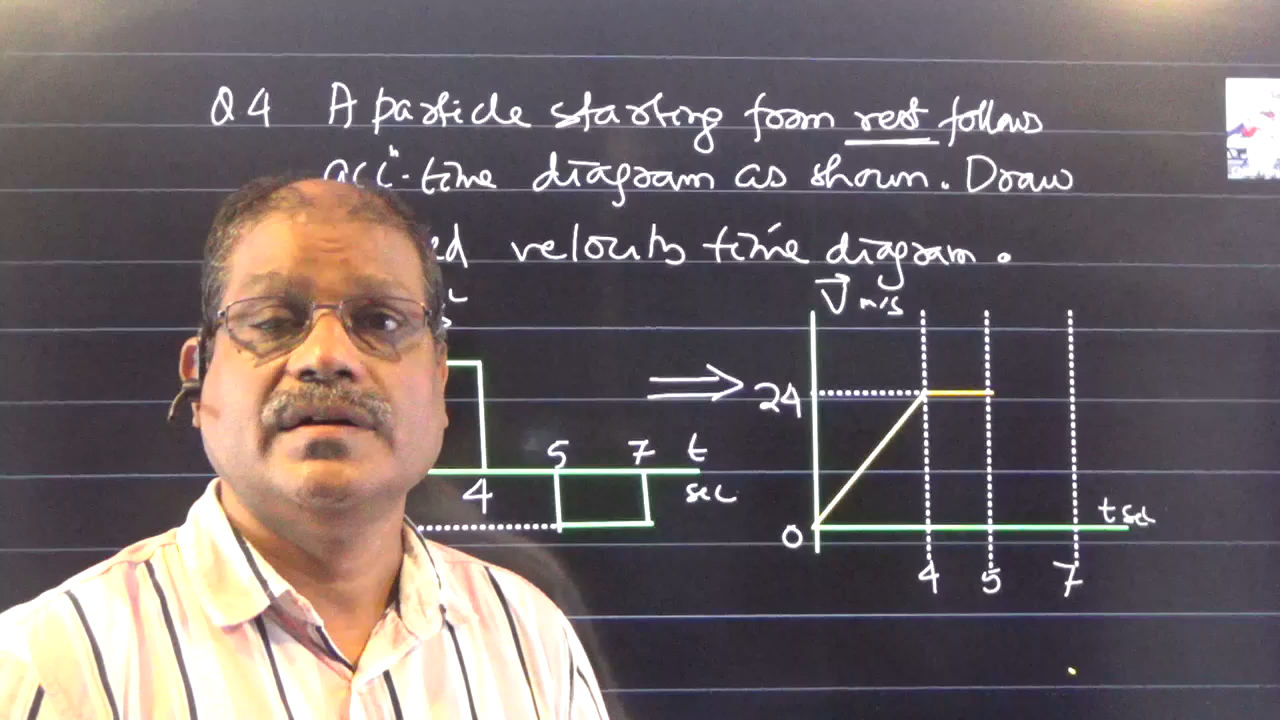 Q4 A particle starting from rest follows
accⁿ-time diagram as shown. Draw
velocity time diagram.
V m/s
24
5 7 t
4 sec
0 t sec
4 5 7